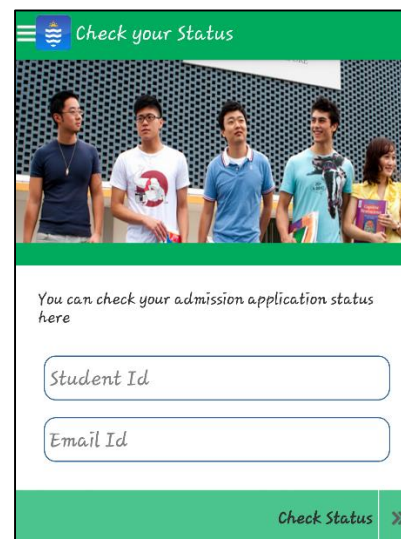 Check your Status
You can check your admission application status
here
Student Id
Email Id
Check Status